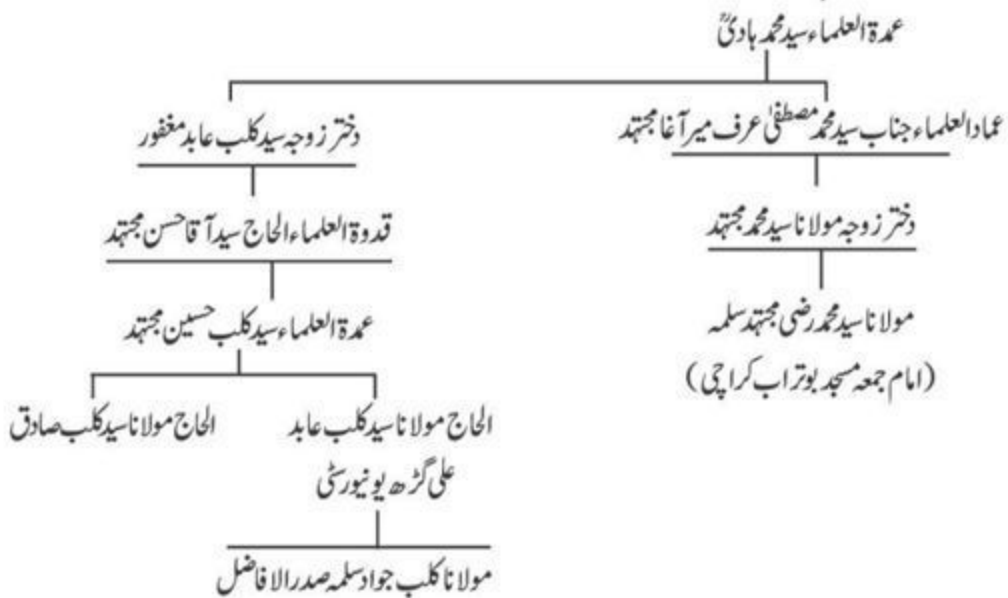 عمدۃ العلماء سید محمد ہادیؒ
عماد العلماء جناب سید محمد مصطفیٰ عرف میر آغا مجتہد
دختر زوجہ سید کلب عابد مغفور
دختر زوجہ مولانا سید محمد مجتہد
قدوۃ العلماء الحاج سید آقا حسن مجتہد
مولانا سید محمد رضی مجتہد سلمہ
عمدۃ العلماء سید کلب حسین مجتہد
(امام جمعہ مسجد بوتراب کراچی)
الحاج مولانا سید کلب عابد
الحاج مولانا سید کلب صادق
علی گڑھ یونیورسٹی
مولانا کلب جواد سلمہ صدر الافاضل